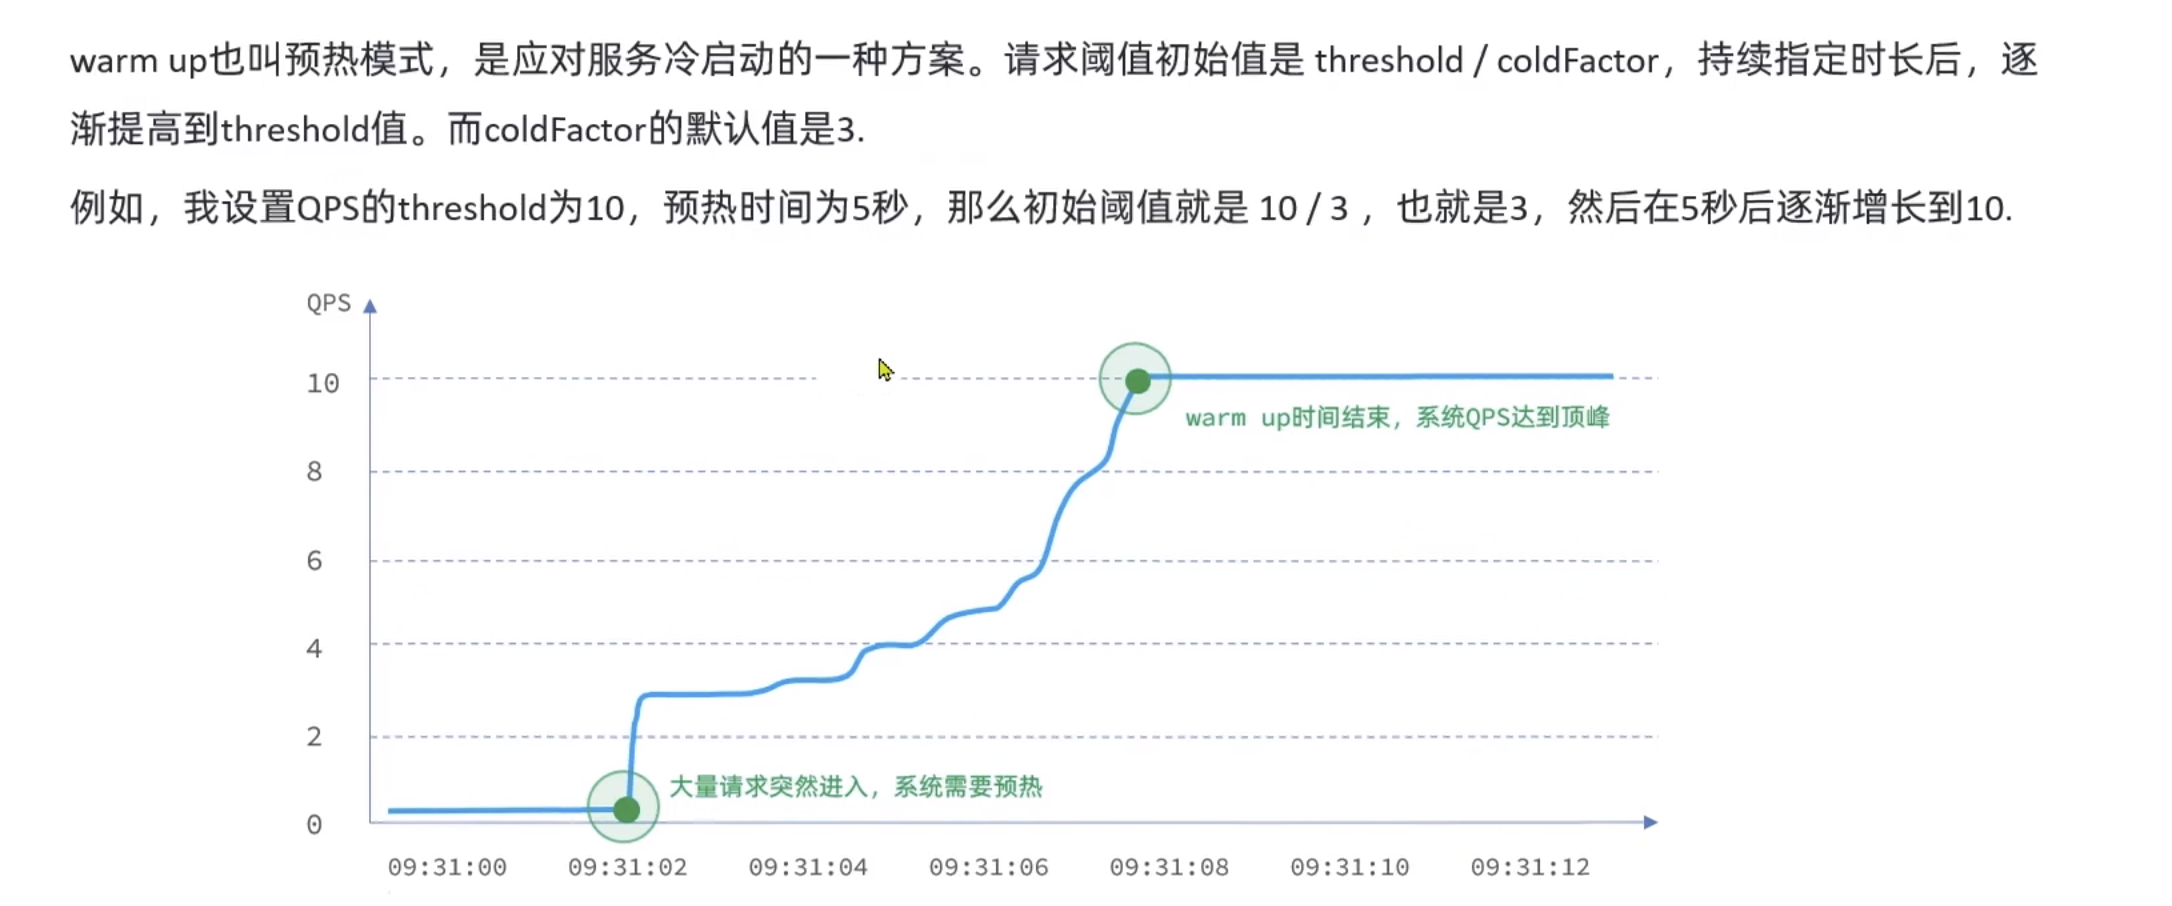 warm up也叫预热模式，是应对服务冷启动的一种方案。请求阈值初始值是 threshold / coldFactor，持续指定时长后，逐
渐提高到threshold值。而coldFactor的默认值是3.
例如，我设置QPS的threshold为10，预热时间为5秒，那么初始阈值就是 10 / 3 ，也就是3，然后在5秒后逐渐增长到10.
QPS
10
warm up时间结束，系统QPS达到顶峰
8
6
4
2
大量请求突然进入，系统需要预热
0
09:31:00 09:31:02 09:31:04 09:31:06 09:31:08 09:31:10 09:31:12